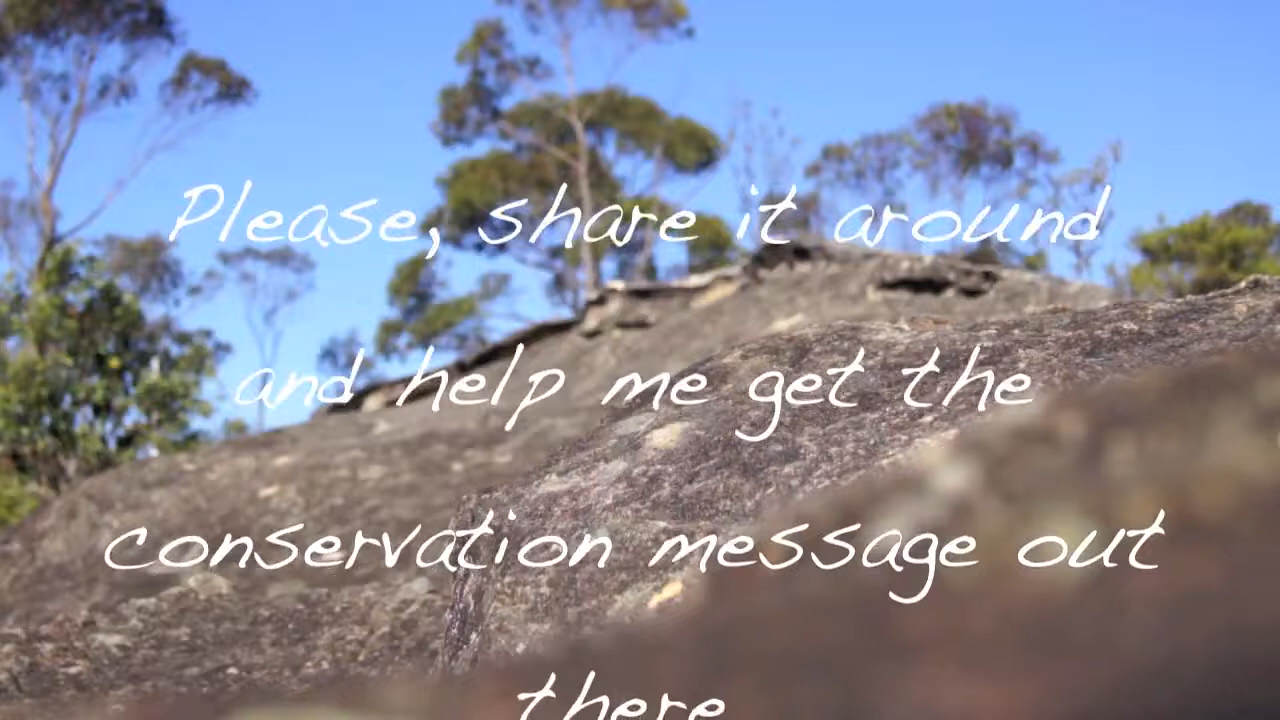 Please, share it around
and help me get the
conservation message out
there